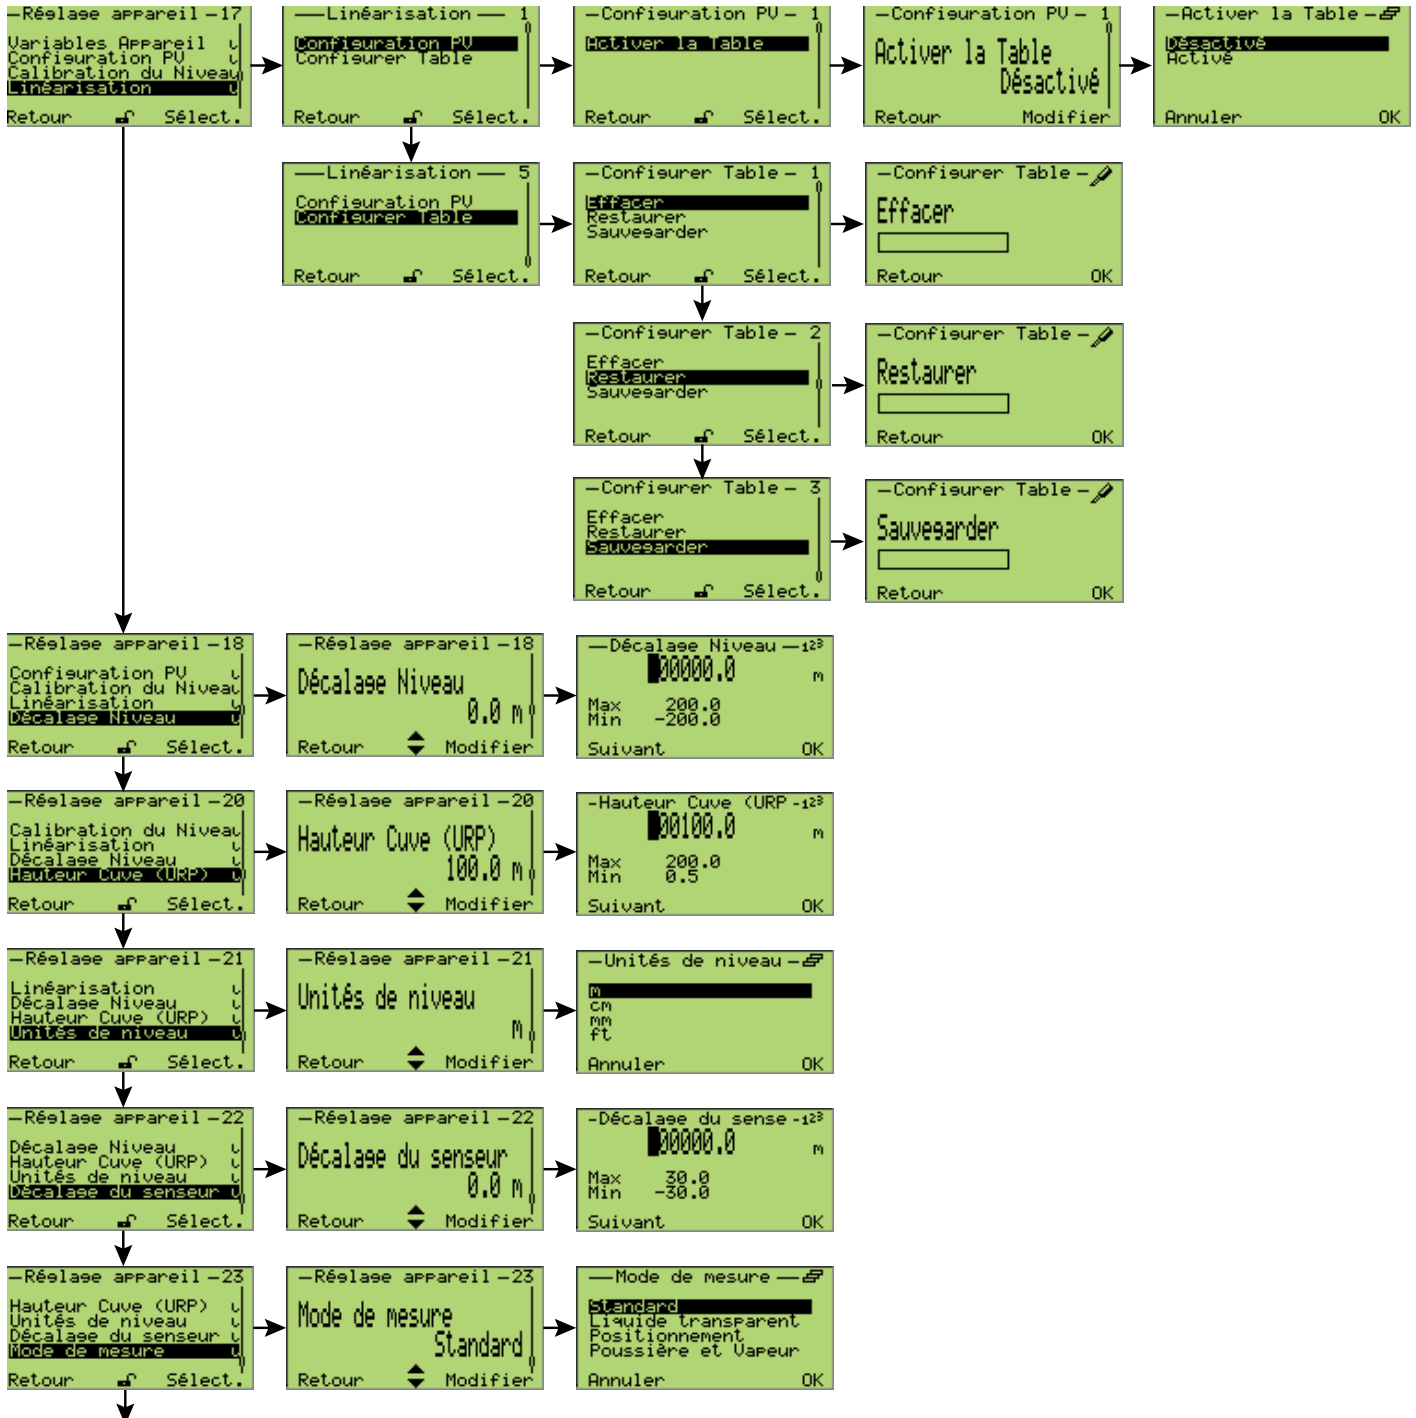 —Réglage appareil—17
Variables Appareil
Configuration PV
Calibration du Niveau
Linéarisation
Retour Sélect.
——Linéarisation—— 1
Configuration PV
Configurer Table
Retour Sélect.
—Configuration PV— 1
Activer la Table
Retour Sélect.
—Configuration PV— 1
Activer la Table
Désactivé
Retour Modifier
—Activer la Table—
Désactivé
Activé
Annuler OK
——Linéarisation—— 5
Configuration PV
Configurer Table
Retour Sélect.
—Configurer Table— 1
Effacer
Restaurer
Sauvegarder
Retour Sélect.
—Configurer Table—
Effacer
Retour OK
—Configurer Table— 2
Effacer
Restaurer
Sauvegarder
Retour Sélect.
—Configurer Table—
Restaurer
Retour OK
—Configurer Table— 3
Effacer
Restaurer
Sauvegarder
Retour Sélect.
—Configurer Table—
Sauvegarder
Retour OK
—Réglage appareil—18
Configuration PV
Calibration du Niveau
Linéarisation
Décalage Niveau
Retour Sélect.
—Réglage appareil—18
Décalage Niveau
0.0 m
Retour Modifier
——Décalage Niveau—123
00000.0 m
Max 200.0
Min -200.0
Suivant OK
—Réglage appareil—20
Calibration du Niveau
Linéarisation
Décalage Niveau
Hauteur Cuve (URP)
Retour Sélect.
—Réglage appareil—20
Hauteur Cuve (URP)
100.0 m
Retour Modifier
-Hauteur Cuve (URP -123
00100.0 m
Max 200.0
Min 0.5
Suivant OK
—Réglage appareil—21
Linéarisation
Décalage Niveau
Hauteur Cuve (URP)
Unités de niveau
Retour Sélect.
—Réglage appareil—21
Unités de niveau
m
Retour Modifier
—Unités de niveau—
m
cm
mm
ft
Annuler OK
—Réglage appareil—22
Décalage Niveau
Hauteur Cuve (URP)
Unités de niveau
Décalage du senseur
Retour Sélect.
—Réglage appareil—22
Décalage du senseur
0.0 m
Retour Modifier
-Décalage du sense -123
00000.0 m
Max 30.0
Min -30.0
Suivant OK
—Réglage appareil—23
Hauteur Cuve (URP)
Unités de niveau
Décalage du senseur
Mode de mesure
Retour Sélect.
—Réglage appareil—23
Mode de mesure
Standard
Retour Modifier
——Mode de mesure——
Standard
Liquide transparent
Positionnement
Poussière et Vapeur
Annuler OK